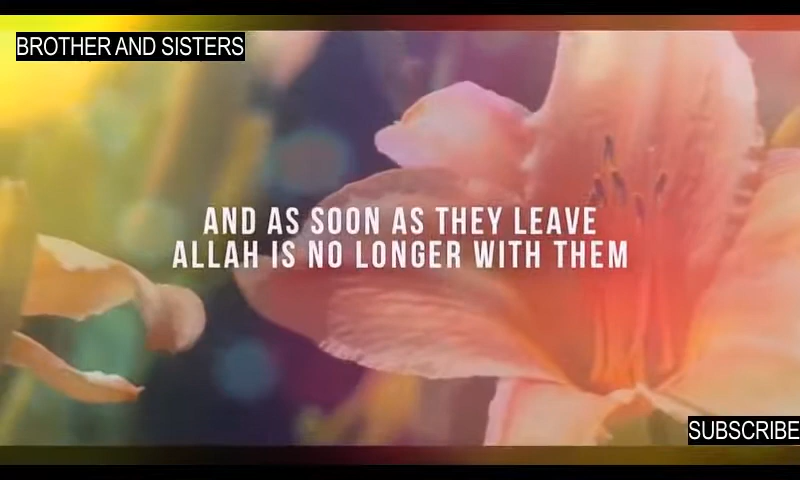 BROTHER AND SISTERS
AND AS SOON AS THEY LEAVE
ALLAH IS NO LONGER WITH THEM
SUBSCRIBE